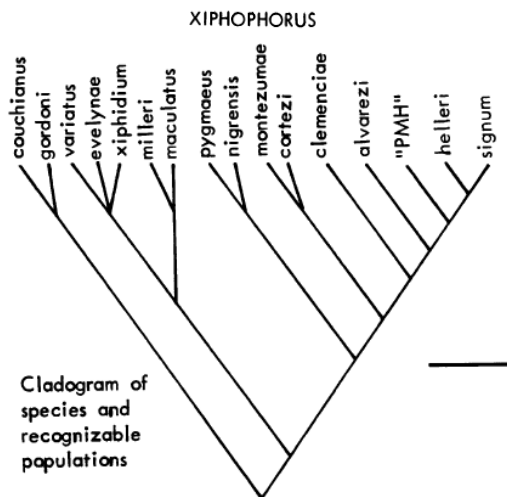 XIPHOPHORUS
couchianus
gordoni
variatus
evelynae
xiphidium
milleri
maculatus
pygmaeus
nigrensis
montezumae
cortezi
clemenciae
alvarezi
"PMH"
helleri
signum
Cladogram of
species and
recognizable
populations